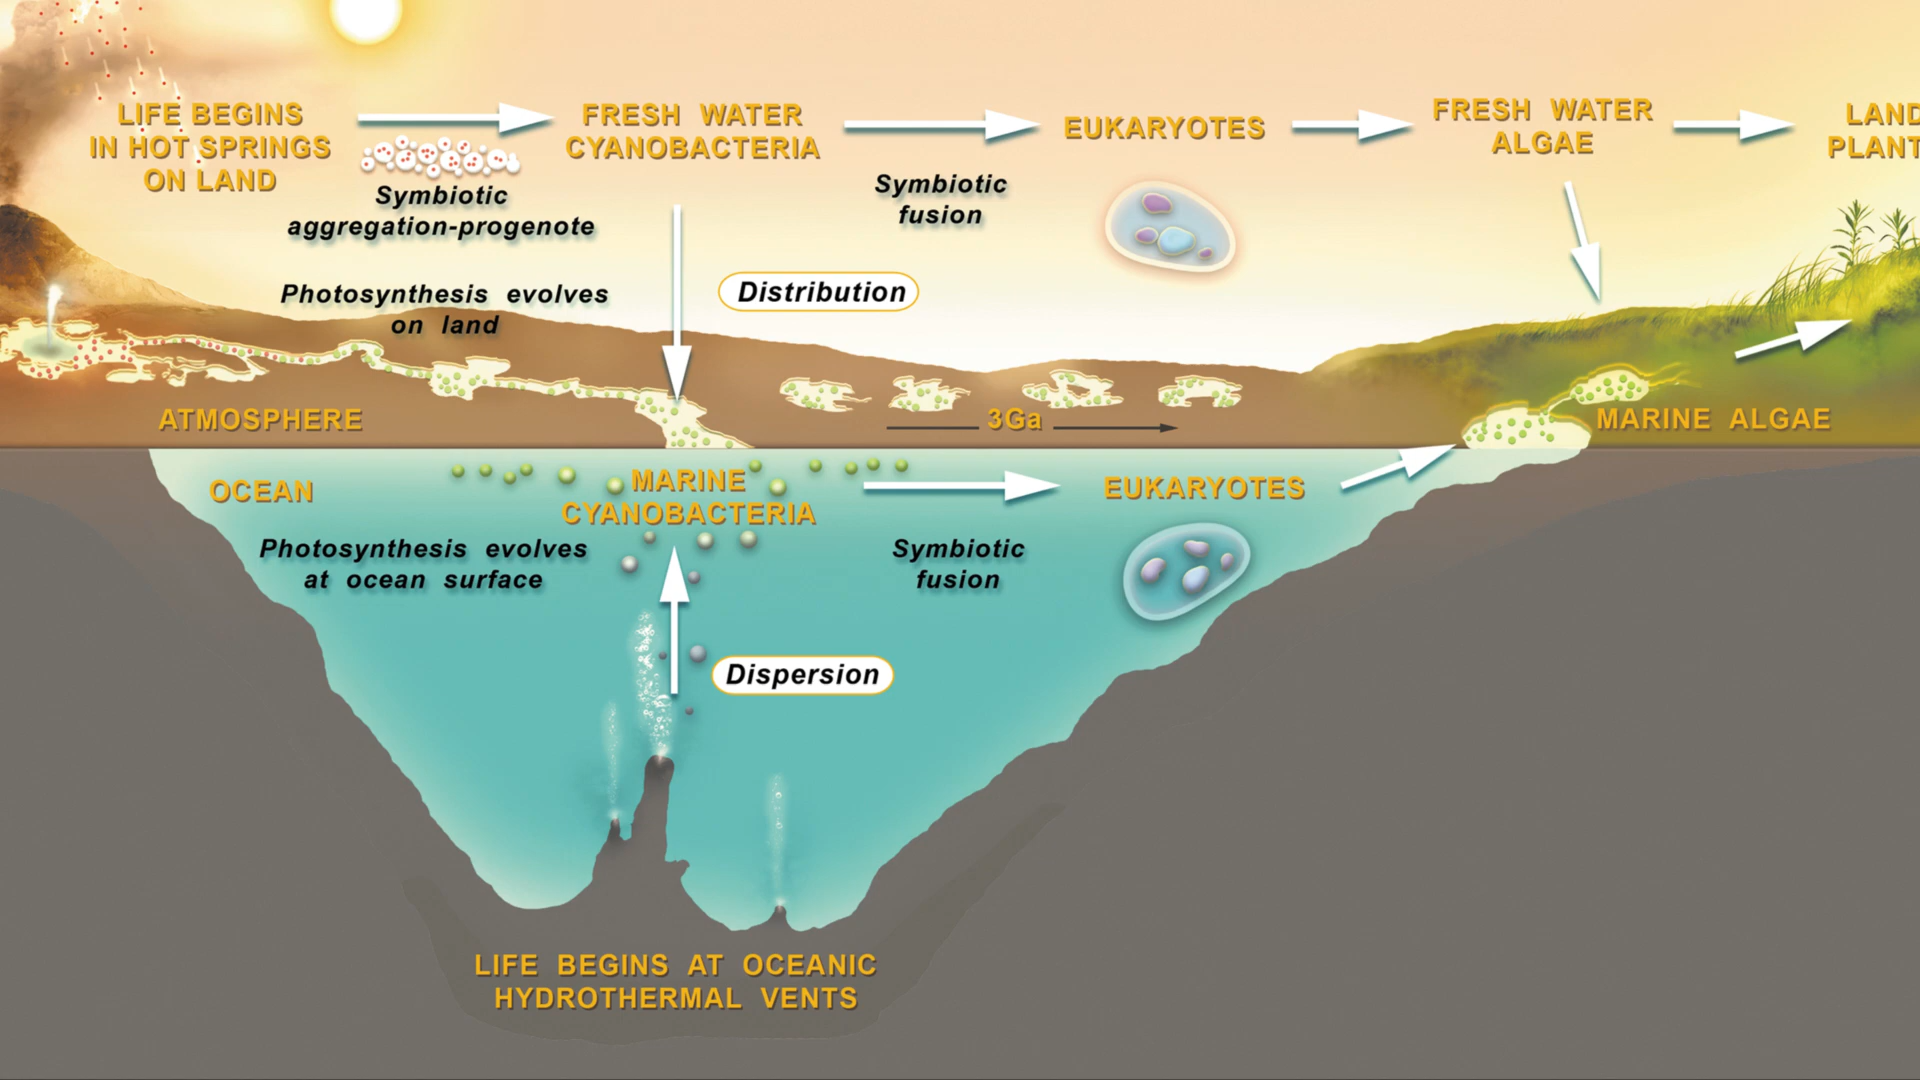 LIFE BEGINS
IN HOT SPRINGS
ON LAND
FRESH WATER
CYANOBACTERIA
EUKARYOTES
FRESH WATER
ALGAE
LAND
PLANT
Symbiotic
aggregation-progenote
Symbiotic
fusion
Photosynthesis evolves
on land
Distribution
ATMOSPHERE
3Ga
MARINE ALGAE
OCEAN
MARINE
CYANOBACTERIA
EUKARYOTES
Photosynthesis evolves
at ocean surface
Symbiotic
fusion
Dispersion
LIFE BEGINS AT OCEANIC
HYDROTHERMAL VENTS